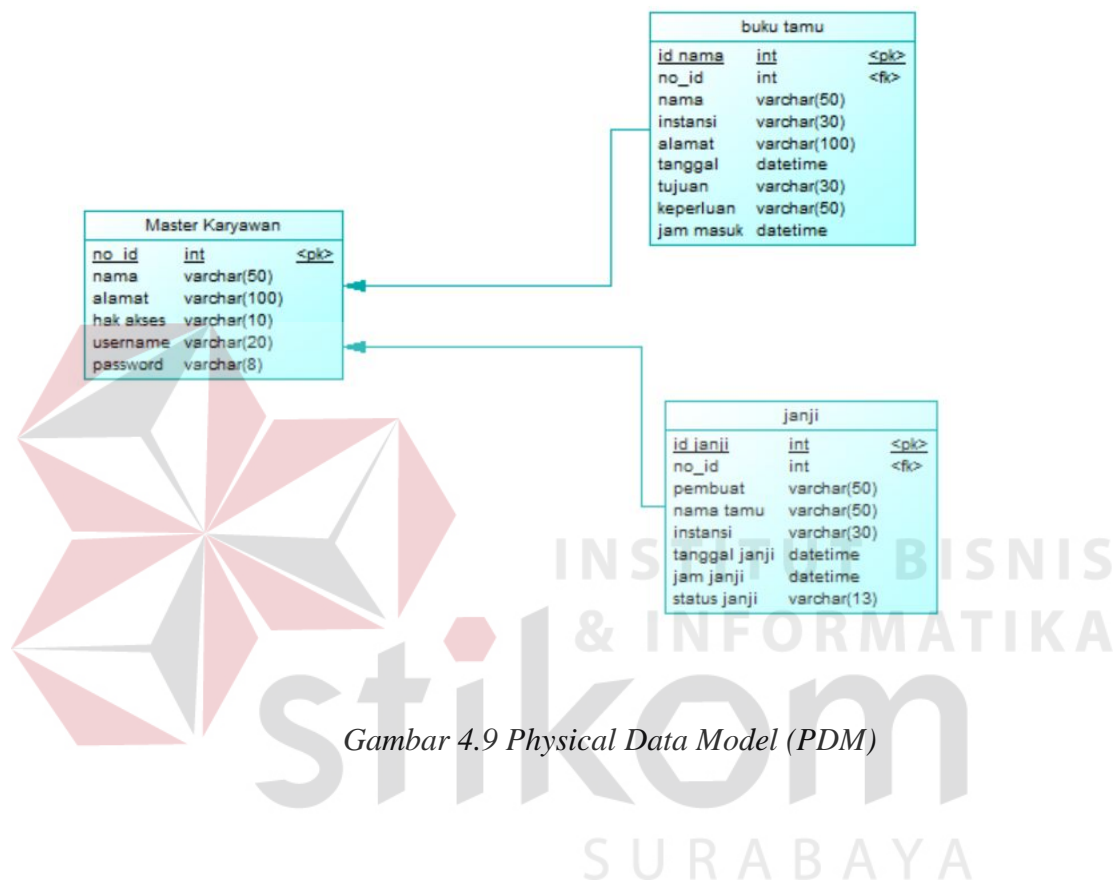 buku tamu
id nama int <pk>
no_id int <fk>
nama varchar(50)
instansi varchar(30)
alamat varchar(100)
tanggal datetime
tujuan varchar(30)
keperluan varchar(50)
jam masuk datetime
Master Karyawan
no_id int <pk>
nama varchar(50)
alamat varchar(100)
hak akses varchar(10)
username varchar(20)
password varchar(8)
janji
id janji int <pk>
no_id int <fk>
pembuat varchar(50)
nama tamu varchar(50)
instansi varchar(30)
tanggal janji datetime
jam janji datetime
status janji varchar(13)
INSTITUT BISNIS
& INFORMATIKA
stikom
Gambar 4.9 Physical Data Model (PDM)
SURABAYA